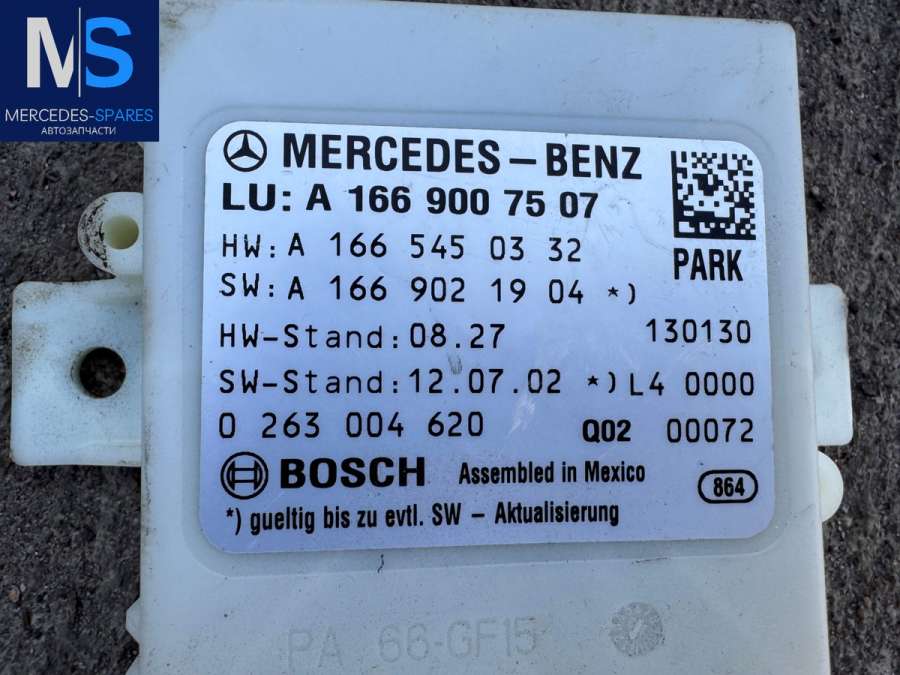 MS
MERCEDES-SPARES
АВТОЗАПЧАСТИ
MERCEDES-BENZ
LU: A 166 900 75 07
HW: A 166 545 03 32
SW: A 166 902 19 04 *)
PARK
HW-Stand: 08.27 130130
SW-Stand: 12.07.02 *) L4 0000
0 263 004 620 Q02 00072
BOSCH Assembled in Mexico 864
*) gueltig bis zu evtl. SW - Aktualisierung
PA 66-GF15